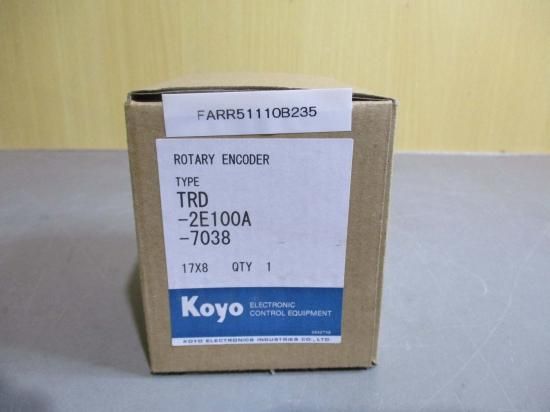 FARR51110B235
ROTARY ENCODER
TYPE
TRD
-2E100A
-7038
17X8 QTY 1
Koyo ELECTRONIC
CONTROL EQUIPMENT
KOYO ELECTRONICS INDUSTRIES CO., LTD.